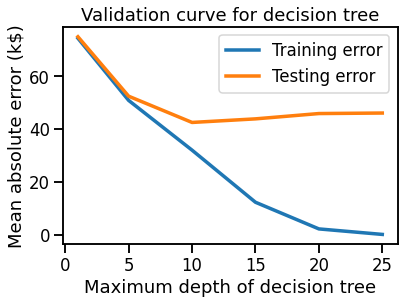 Validation curve for decision tree
Mean absolute error (k$)
60
40
20
0
Training error
Testing error
0 5 10 15 20 25
Maximum depth of decision tree